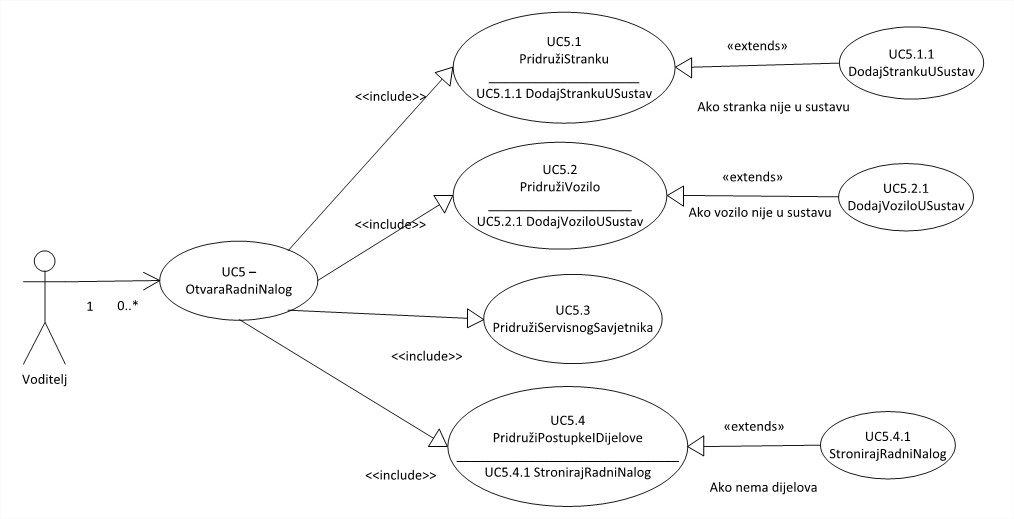 UC5.1
PridružiStranku
UC5.1.1 DodajStrankuUSustav
<<include>>
«extends»
Ako stranka nije u sustavu
UC5.1.1
DodajStrankuUSustav
UC5.2
PridružiVozilo
UC5.2.1 DodajVoziloUSustav
<<include>>
«extends»
Ako vozilo nije u sustavu
UC5.2.1
DodajVoziloUSustav
UC5 –
OtvaraRadniNalog
1
0..*
Voditelj
UC5.3
PridružiServisnogSavjetnika
<<include>>
UC5.4
PridružiPostupkeIDijelove
UC5.4.1 StronirajRadniNalog
<<include>>
«extends»
Ako nema dijelova
UC5.4.1
StronirajRadniNalog